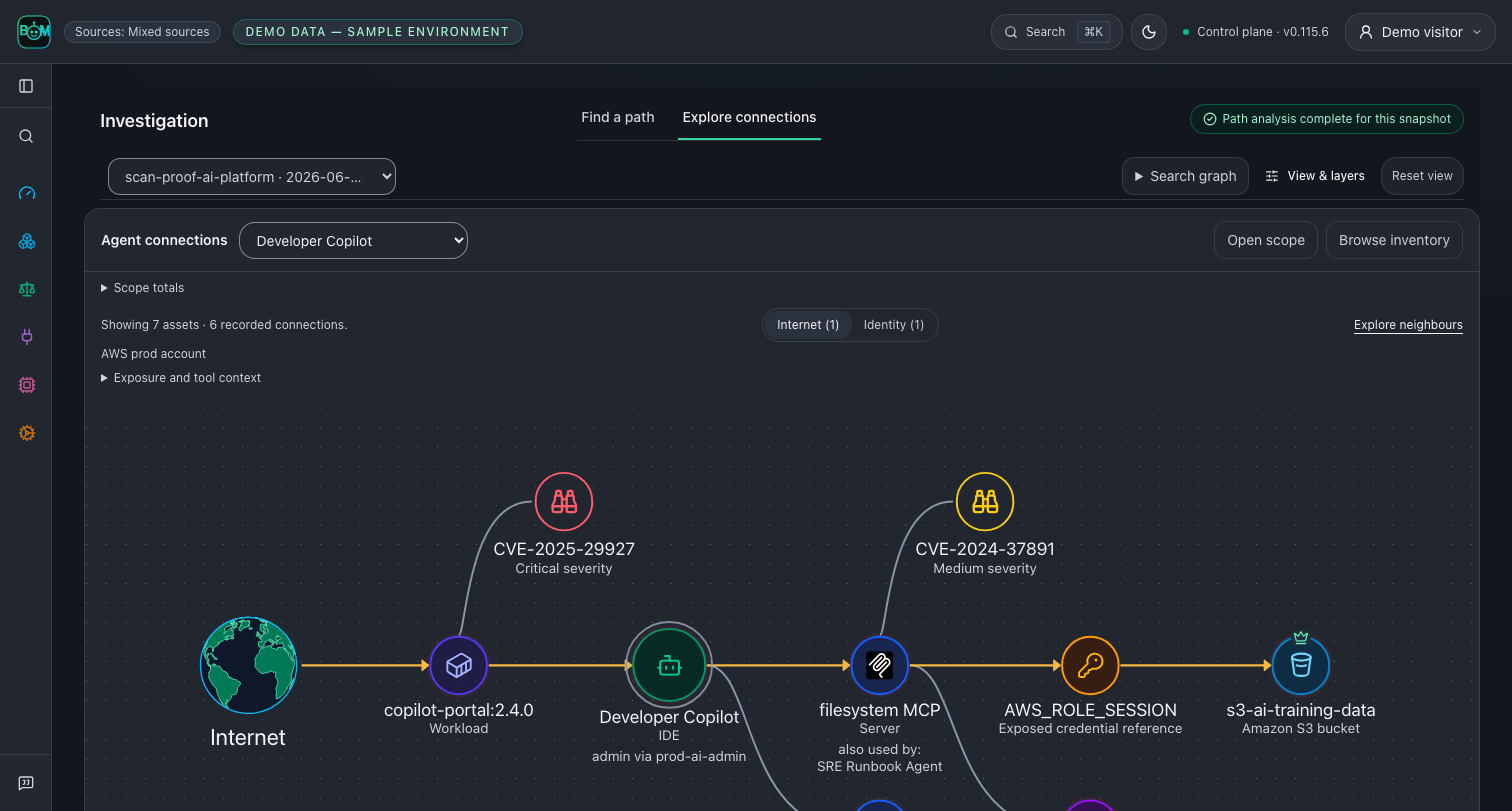 BOM
Sources: Mixed sources
DEMO DATA — SAMPLE ENVIRONMENT
Search ⌘K
Control plane · v0.115.6
Demo visitor
Investigation
Find a path
Explore connections
Path analysis complete for this snapshot
scan-proof-ai-platform · 2026-06-...
Search graph
View & layers
Reset view
Agent connections
Developer Copilot
Open scope
Browse inventory
Scope totals
Showing 7 assets · 6 recorded connections.
Internet (1)
Identity (1)
Explore neighbours
AWS prod account
Exposure and tool context
CVE-2025-29927
Critical severity
CVE-2024-37891
Medium severity
Internet
copilot-portal:2.4.0
Workload
Developer Copilot
IDE
admin via prod-ai-admin
filesystem MCP
Server
also used by:
SRE Runbook Agent
AWS_ROLE_SESSION
Exposed credential reference
s3-ai-training-data
Amazon S3 bucket